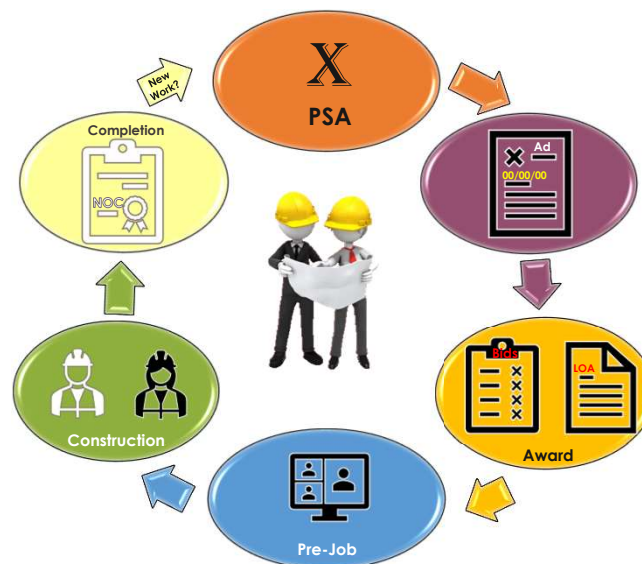 X
PSA
Ad
00/00/00
Bids
LOA
Award
Pre-Job
Construction
Completion
NOC
New
Work?